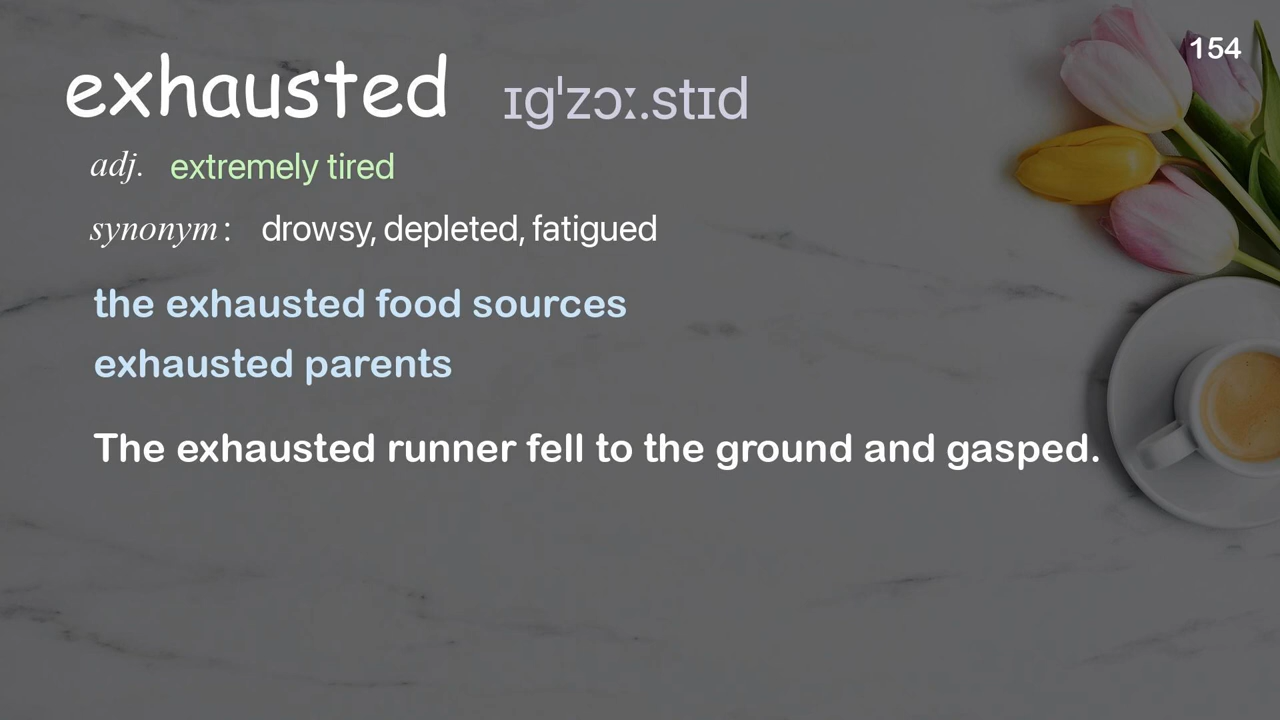 154
exhausted ɪgˈzɔː.stɪd
adj. extremely tired
synonym: drowsy, depleted, fatigued
the exhausted food sources
exhausted parents
The exhausted runner fell to the ground and gasped.